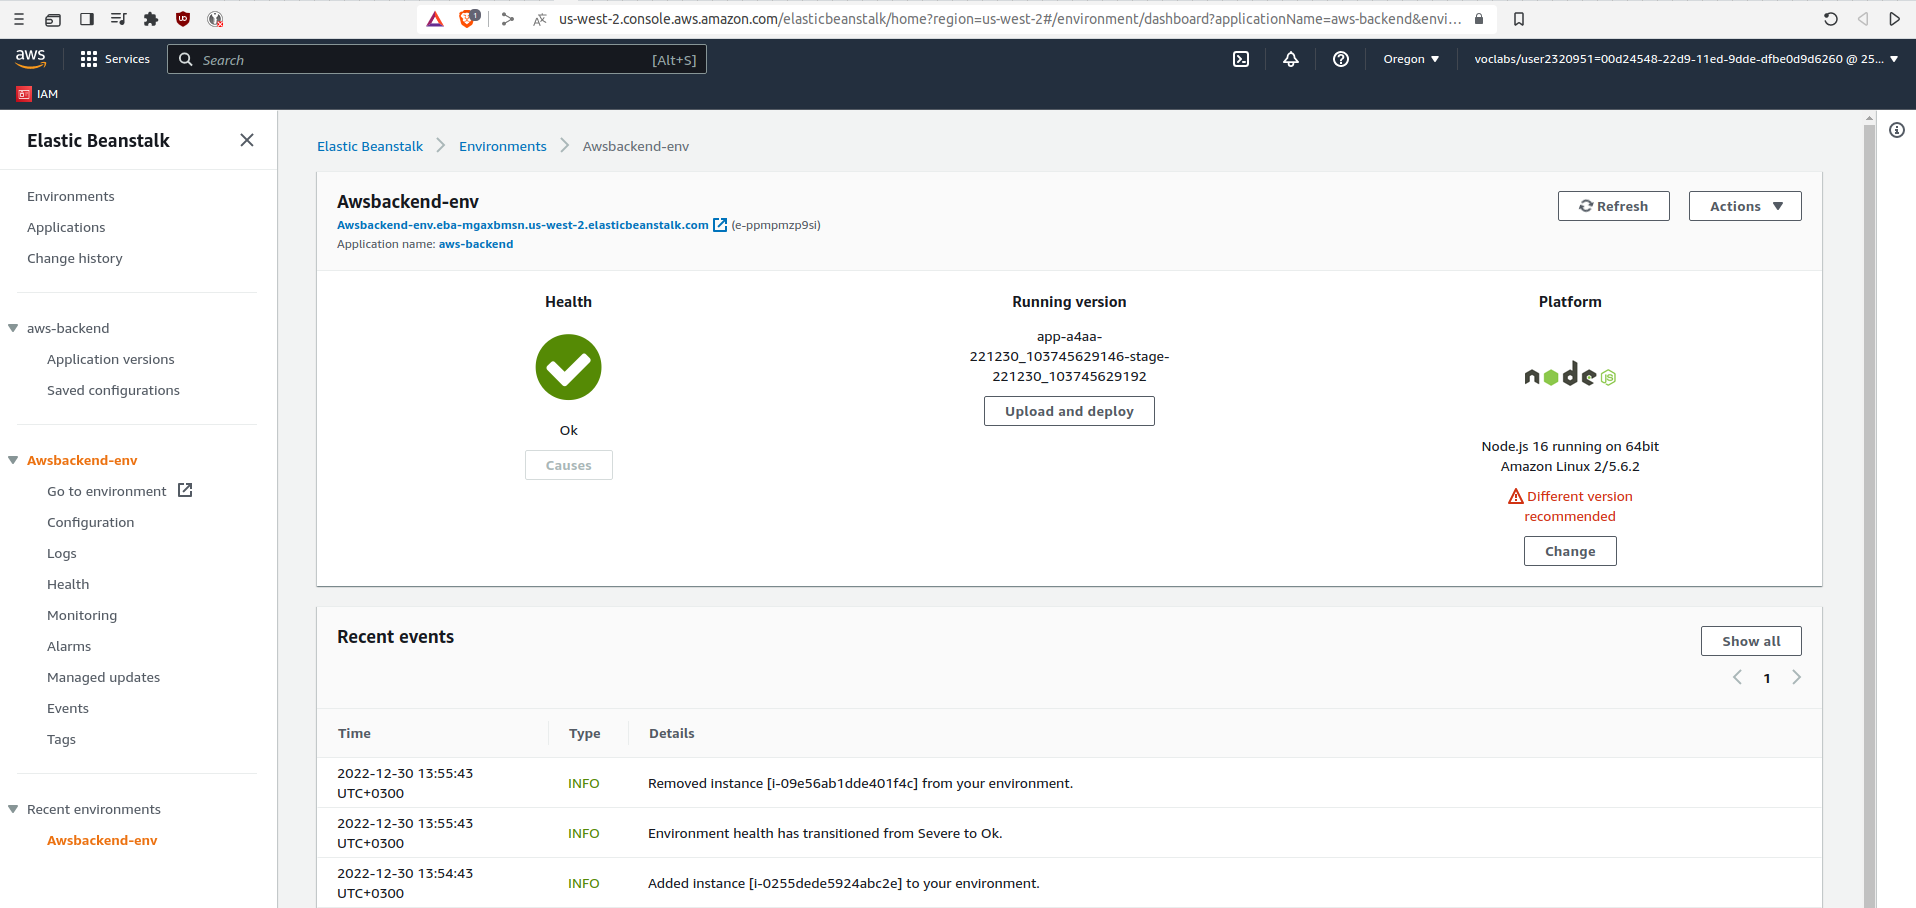 us-west-2.console.aws.amazon.com/elasticbeanstalk/home?region=us-west-2#/environment/dashboard?applicationName=aws-backend&envi...
aws
Services
Search
[Alt+S]
Oregon
voclabs/user2320951=00d24548-22d9-11ed-9dde-dfbe0d9d6260 @ 25...
IAM
Elastic Beanstalk
Environments
Applications
Change history
aws-backend
Application versions
Saved configurations
Awsbackend-env
Go to environment
Configuration
Logs
Health
Monitoring
Alarms
Managed updates
Events
Tags
Recent environments
Awsbackend-env
Elastic Beanstalk
Environments
Awsbackend-env
Awsbackend-env
Awsbackend-env.eba-mgaxbmsn.us-west-2.elasticbeanstalk.com (e-ppmpmzp9si)
Application name: aws-backend
Refresh
Actions
Health
Ok
Causes
Running version
app-a4aa-
221230_103745629146-stage-
221230_103745629192
Upload and deploy
Platform
node JS
Node.js 16 running on 64bit
Amazon Linux 2/5.6.2
Different version
recommended
Change
Recent events
Show all
1
Time Type Details
2022-12-30 13:55:43
UTC+0300
INFO
Removed instance [i-09e56ab1dde401f4c] from your environment.
2022-12-30 13:55:43
UTC+0300
INFO
Environment health has transitioned from Severe to Ok.
2022-12-30 13:54:43
UTC+0300
INFO
Added instance [i-0255dede5924abc2e] to your environment.